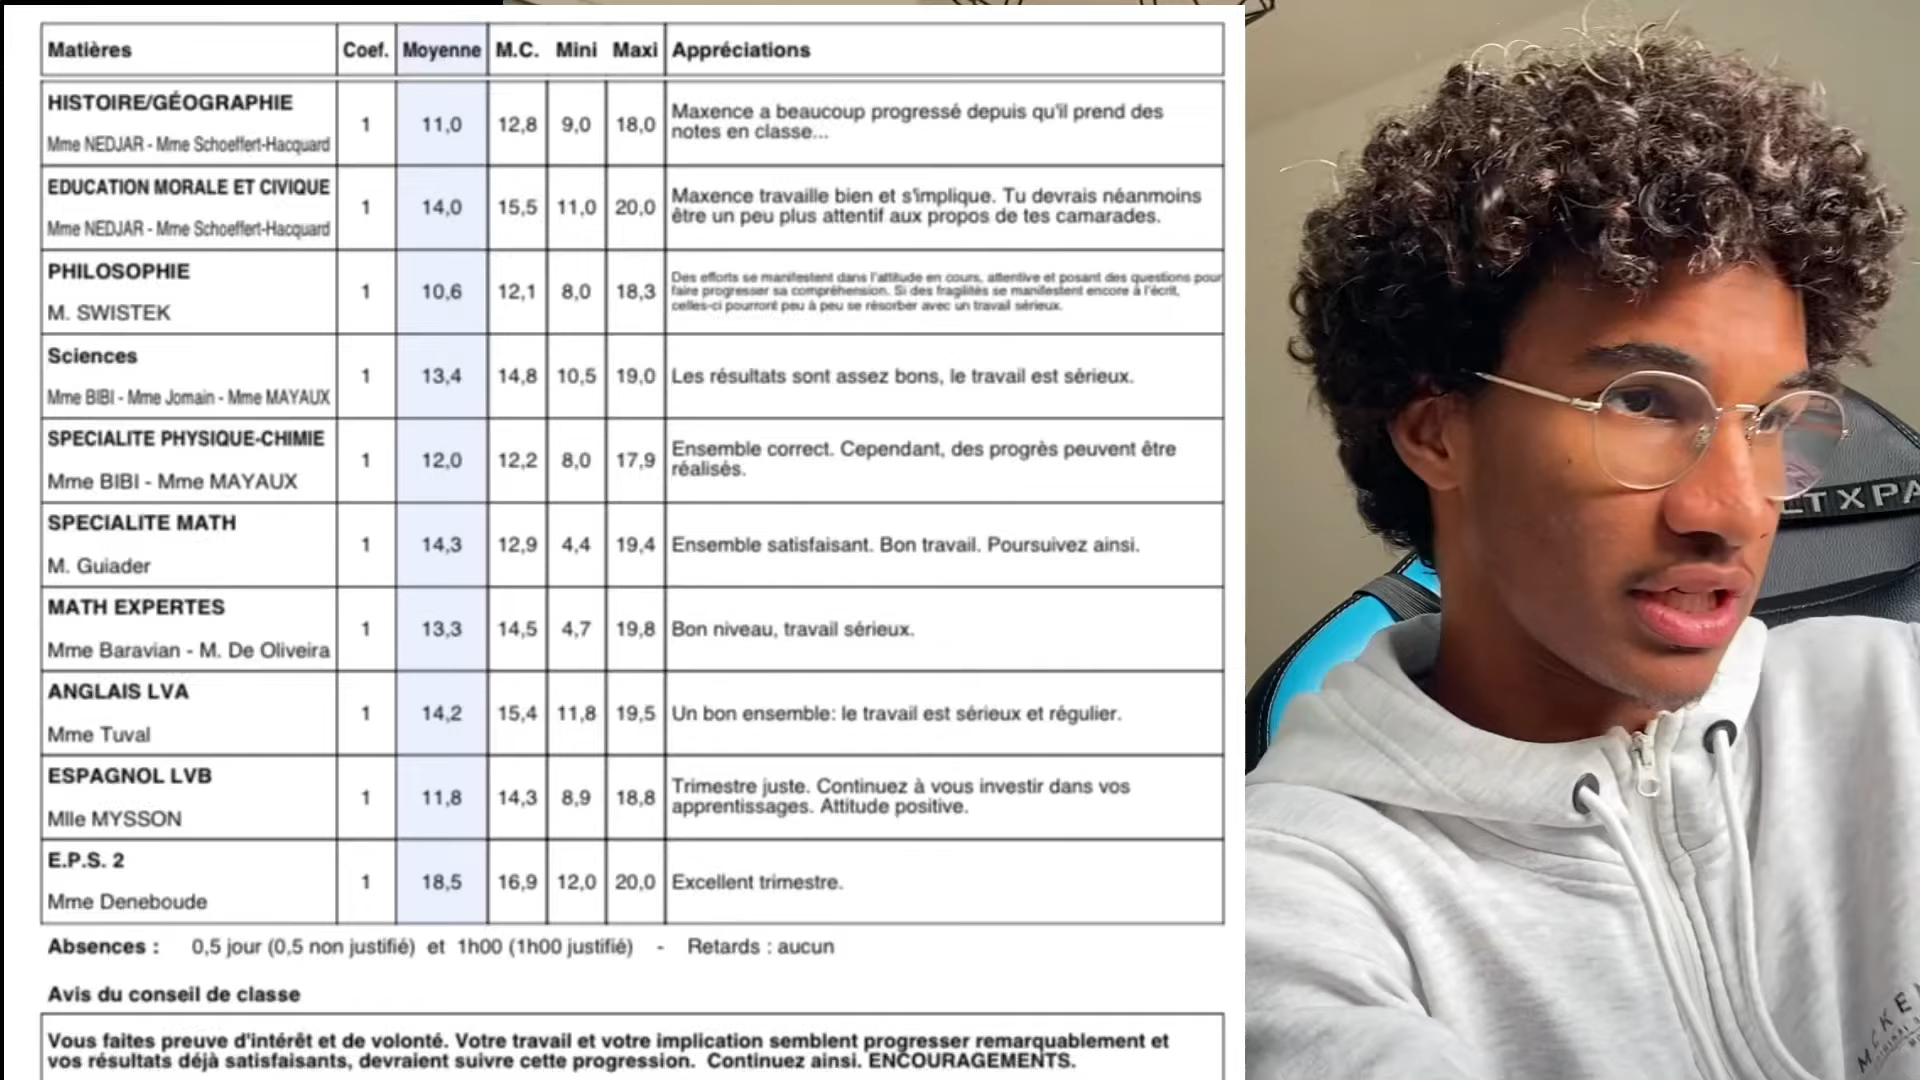 Matières Coef. Moyenne M.C. Mini Maxi Appréciations
HISTOIRE/GÉOGRAPHIE
Mme NEDJAR - Mme Schoeffert-Hacquard
1 11,0 12,8 9,0 18,0
Maxence a beaucoup progressé depuis qu'il prend des
notes en classe...
EDUCATION MORALE ET CIVIQUE
Mme NEDJAR - Mme Schoeffert-Hacquard
1 14,0 15,5 11,0 20,0
Maxence travaille bien et s'implique. Tu devrais néanmoins
être un peu plus attentif aux propos de tes camarades.
PHILOSOPHIE
M. SWISTEK
1 10,6 12,1 8,0 18,3
Des efforts se manifestent dans l'attitude en cours, attentive et posant des questions pour
faire progresser sa compréhension. Si des fragilités se manifestent encore à l'écrit,
celles-ci pourront peu à peu se résorber avec un travail sérieux.
Sciences
Mme BIBI - Mme Jomain - Mme MAYAUX
1 13,4 14,8 10,5 19,0
Les résultats sont assez bons, le travail est sérieux.
SPECIALITE PHYSIQUE-CHIMIE
Mme BIBI - Mme MAYAUX
1 12,0 12,2 8,0 17,9
Ensemble correct. Cependant, des progrès peuvent être
réalisés.
SPECIALITE MATH
M. Guiader
1 14,3 12,9 4,4 19,4
Ensemble satisfaisant. Bon travail. Poursuivez ainsi.
MATH EXPERTES
Mme Baravian - M. De Oliveira
1 13,3 14,5 4,7 19,8
Bon niveau, travail sérieux.
ANGLAIS LVA
Mme Tuval
1 14,2 15,4 11,8 19,5
Un bon ensemble: le travail est sérieux et régulier.
ESPAGNOL LVB
Mlle MYSSON
1 11,8 14,3 8,9 18,8
Trimestre juste. Continuez à vous investir dans vos
apprentissages. Attitude positive.
E.P.S. 2
Mme Deneboude
1 18,5 16,9 12,0 20,0
Excellent trimestre.
Absences : 0,5 jour (0,5 non justifié) et 1h00 (1h00 justifié) - Retards : aucun
Avis du conseil de classe
Vous faites preuve d'intérêt et de volonté. Votre travail et votre implication semblent progresser remarquablement et
vos résultats déjà satisfaisants, devraient suivre cette progression. Continuez ainsi. ENCOURAGEMENTS.